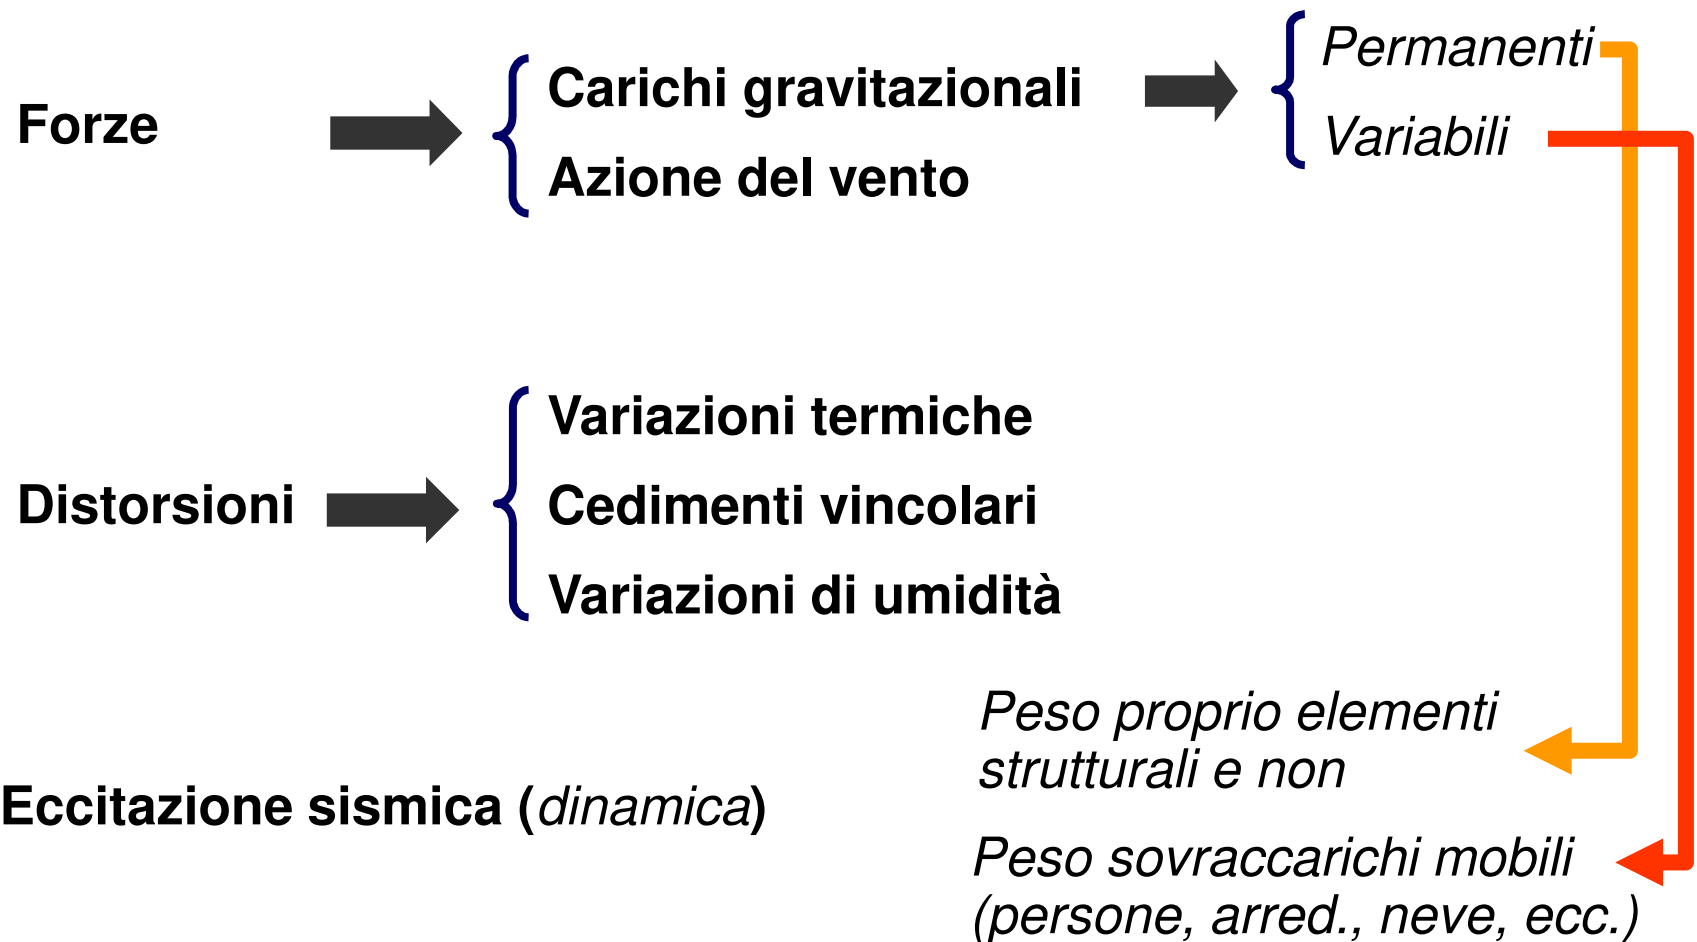 Forze
Carichi gravitazionali
Azione del vento
Permanenti
Variabili
Distorsioni
Variazioni termiche
Cedimenti vincolari
Variazioni di umidità
Eccitazione sismica (dinamica)
Peso proprio elementi
strutturali e non
Peso sovraccarichi mobili
(persone, arred., neve, ecc.)